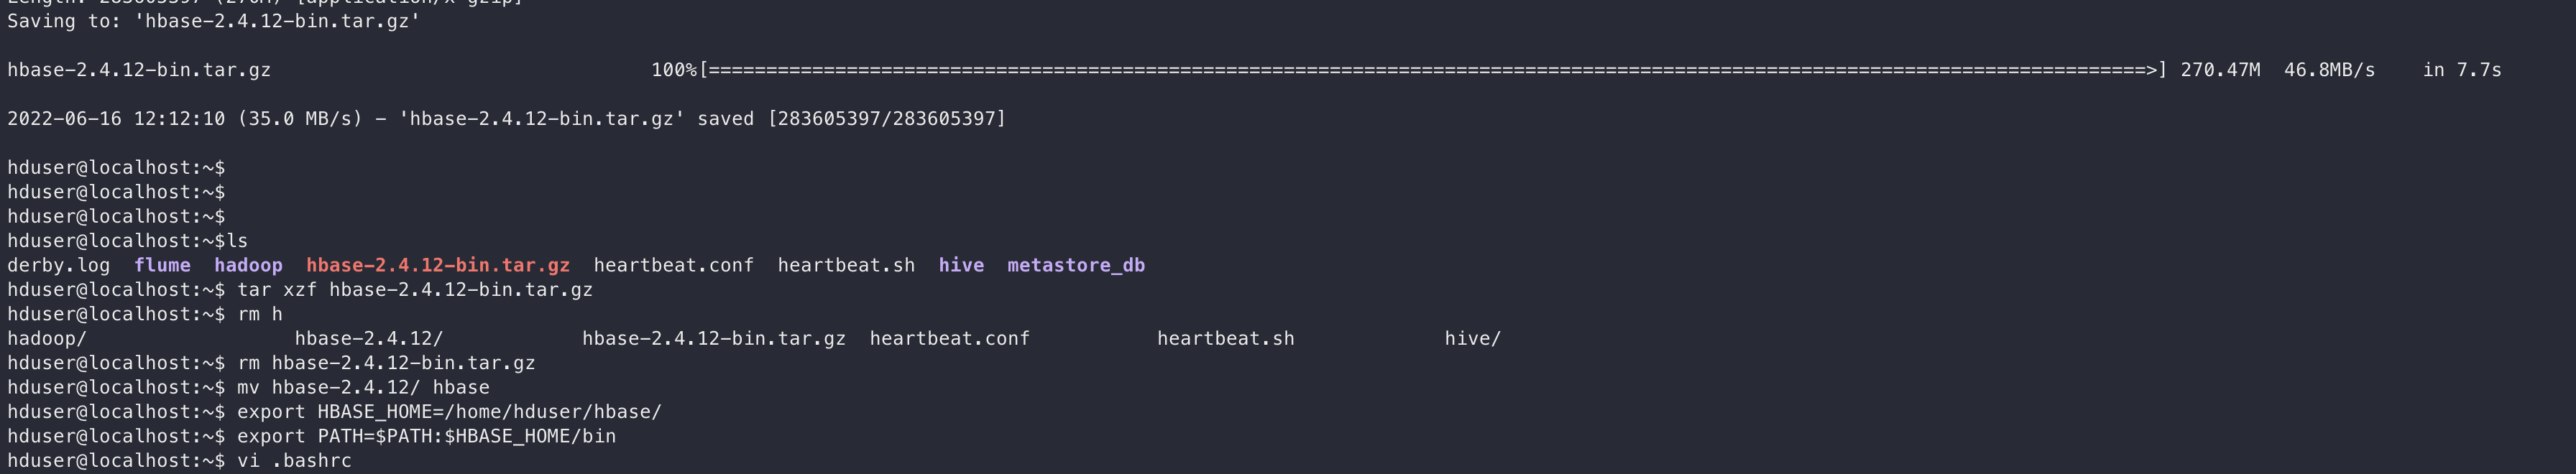 Length: 283605397 (270M) [application/x-gzip]
Saving to: 'hbase-2.4.12-bin.tar.gz'
hbase-2.4.12-bin.tar.gz 100%[=============================================================================================================================>] 270.47M 46.8MB/s in 7.7s
2022-06-16 12:12:10 (35.0 MB/s) - 'hbase-2.4.12-bin.tar.gz' saved [283605397/283605397]
hduser@localhost:~$
hduser@localhost:~$
hduser@localhost:~$
hduser@localhost:~$ls
derby.log flume hadoop hbase-2.4.12-bin.tar.gz heartbeat.conf heartbeat.sh hive metastore_db
hduser@localhost:~$ tar xzf hbase-2.4.12-bin.tar.gz
hduser@localhost:~$ rm h
hadoop/ hbase-2.4.12/ hbase-2.4.12-bin.tar.gz heartbeat.conf heartbeat.sh hive/
hduser@localhost:~$ rm hbase-2.4.12-bin.tar.gz
hduser@localhost:~$ mv hbase-2.4.12/ hbase
hduser@localhost:~$ export HBASE_HOME=/home/hduser/hbase/
hduser@localhost:~$ export PATH=$PATH:$HBASE_HOME/bin
hduser@localhost:~$ vi .bashrc